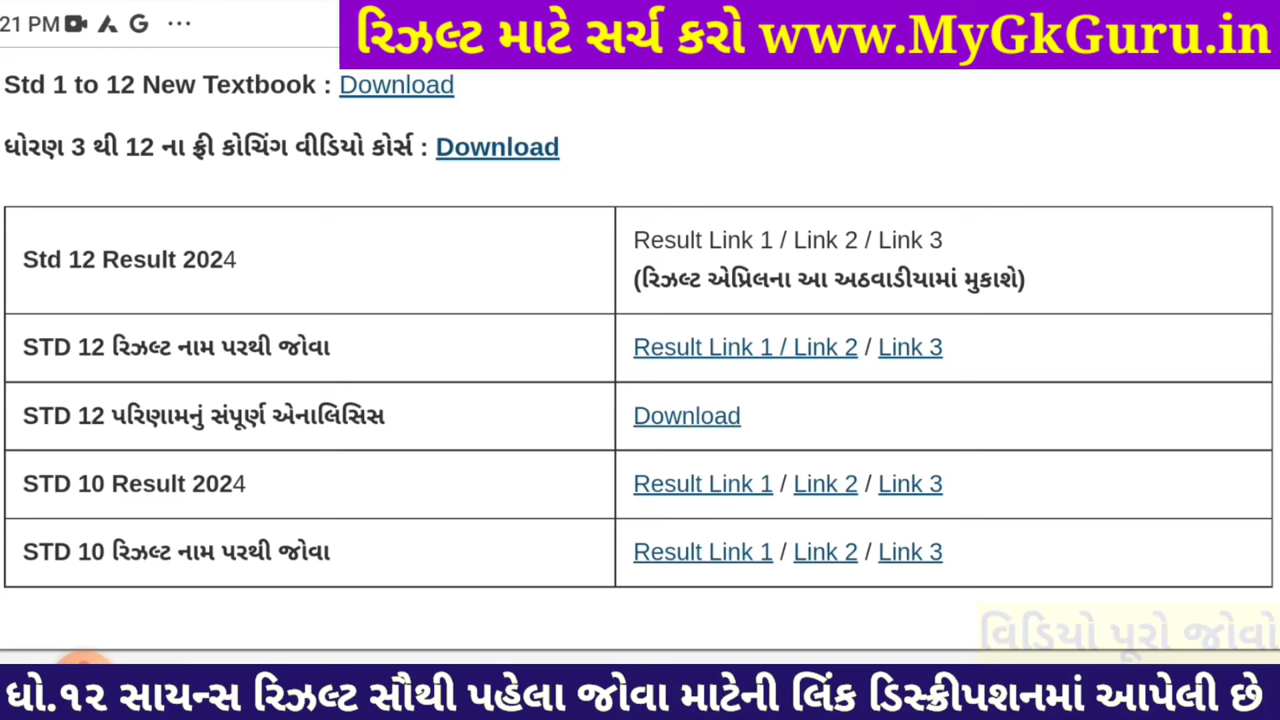 21 PM G ...
રિઝલ્ટ માટે સર્ચ કરો www.MyGkGuru.in
Std 1 to 12 New Textbook : Download
ધોરણ 3 થી 12 ના ફ્રી કોચિંગ વીડિયો કોર્સ : Download
Std 12 Result 2024
Result Link 1 / Link 2 / Link 3
(રિઝલ્ટ એપ્રિલના આ અઠવાડીયામાં મુકાશે)
STD 12 રિઝલ્ટ નામ પરથી જોવા
Result Link 1 / Link 2 / Link 3
STD 12 પરિણામનું સંપૂર્ણ એનાલિસિસ
Download
STD 10 Result 2024
Result Link 1 / Link 2 / Link 3
STD 10 રિઝલ્ટ નામ પરથી જોવા
Result Link 1 / Link 2 / Link 3
વિડિયો પૂરો જોવો
ધો.૧૨ સાયન્સ રિઝલ્ટ સૌથી પહેલા જોવા માટેની લિંક ડિસ્ક્રીપશનમાં આપેલી છે